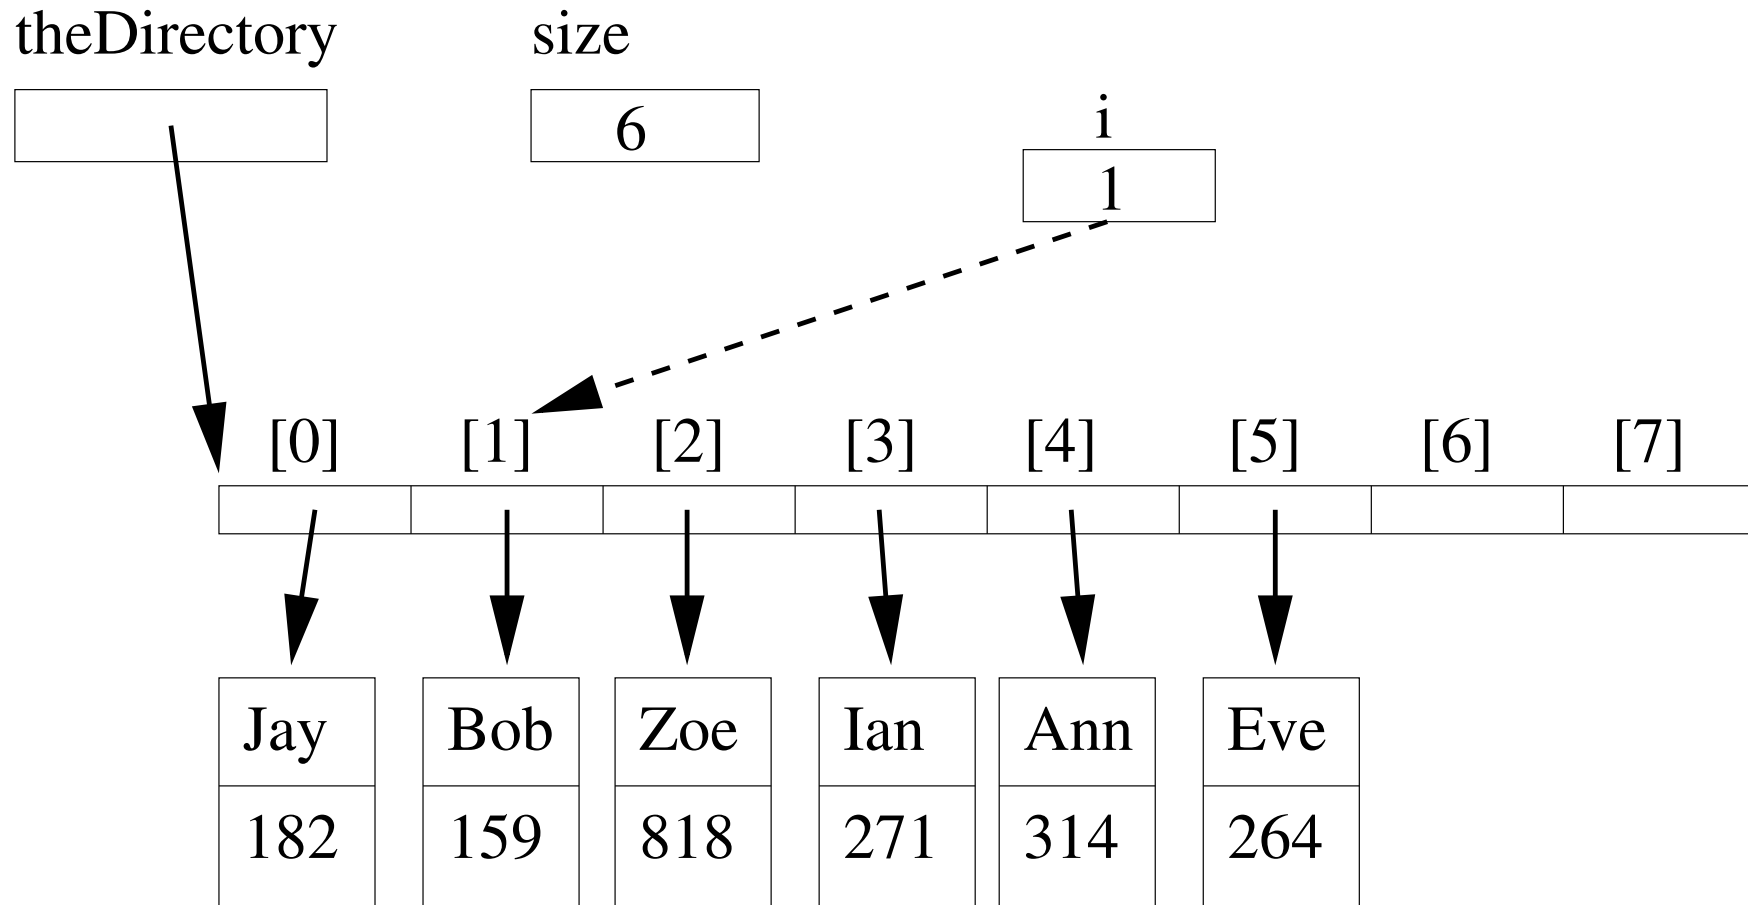 theDirectory size
6 i
1
[0] [1] [2] [3] [4] [5] [6] [7]
Jay Bob Zoe Ian Ann Eve
182 159 818 271 314 264